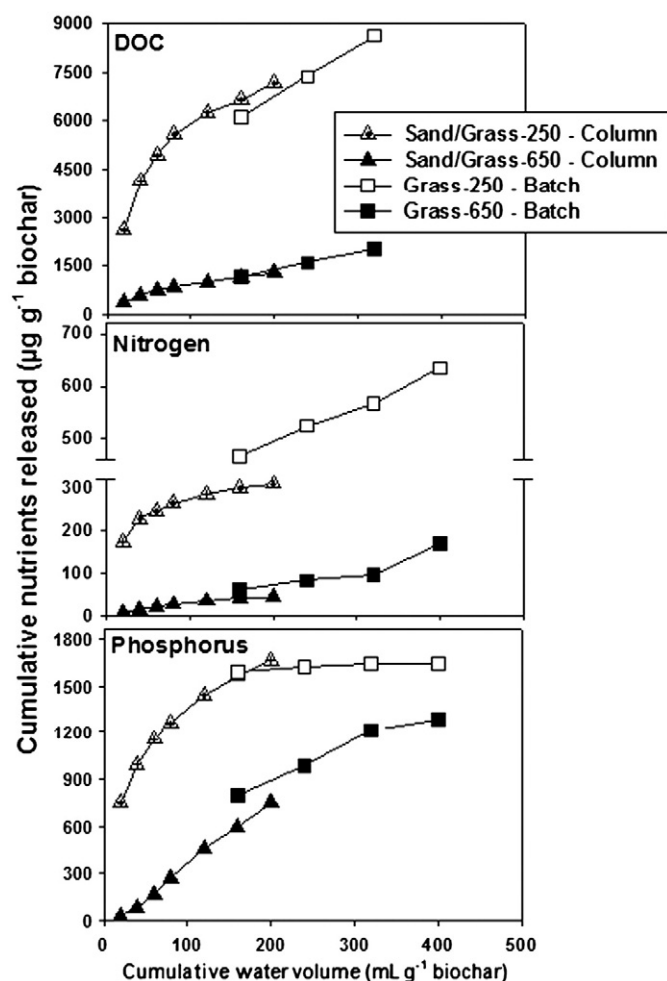 Cumulative nutrients released (µg g⁻¹ biochar)
DOC
9000
7500
6000
4500
3000
1500
0
Sand/Grass-250 - Column
Sand/Grass-650 - Column
Grass-250 - Batch
Grass-650 - Batch
Nitrogen
700
600
500
300
200
100
0
Phosphorus
1800
1500
1200
900
600
300
0
0 100 200 300 400 500
Cumulative water volume (mL g⁻¹ biochar)